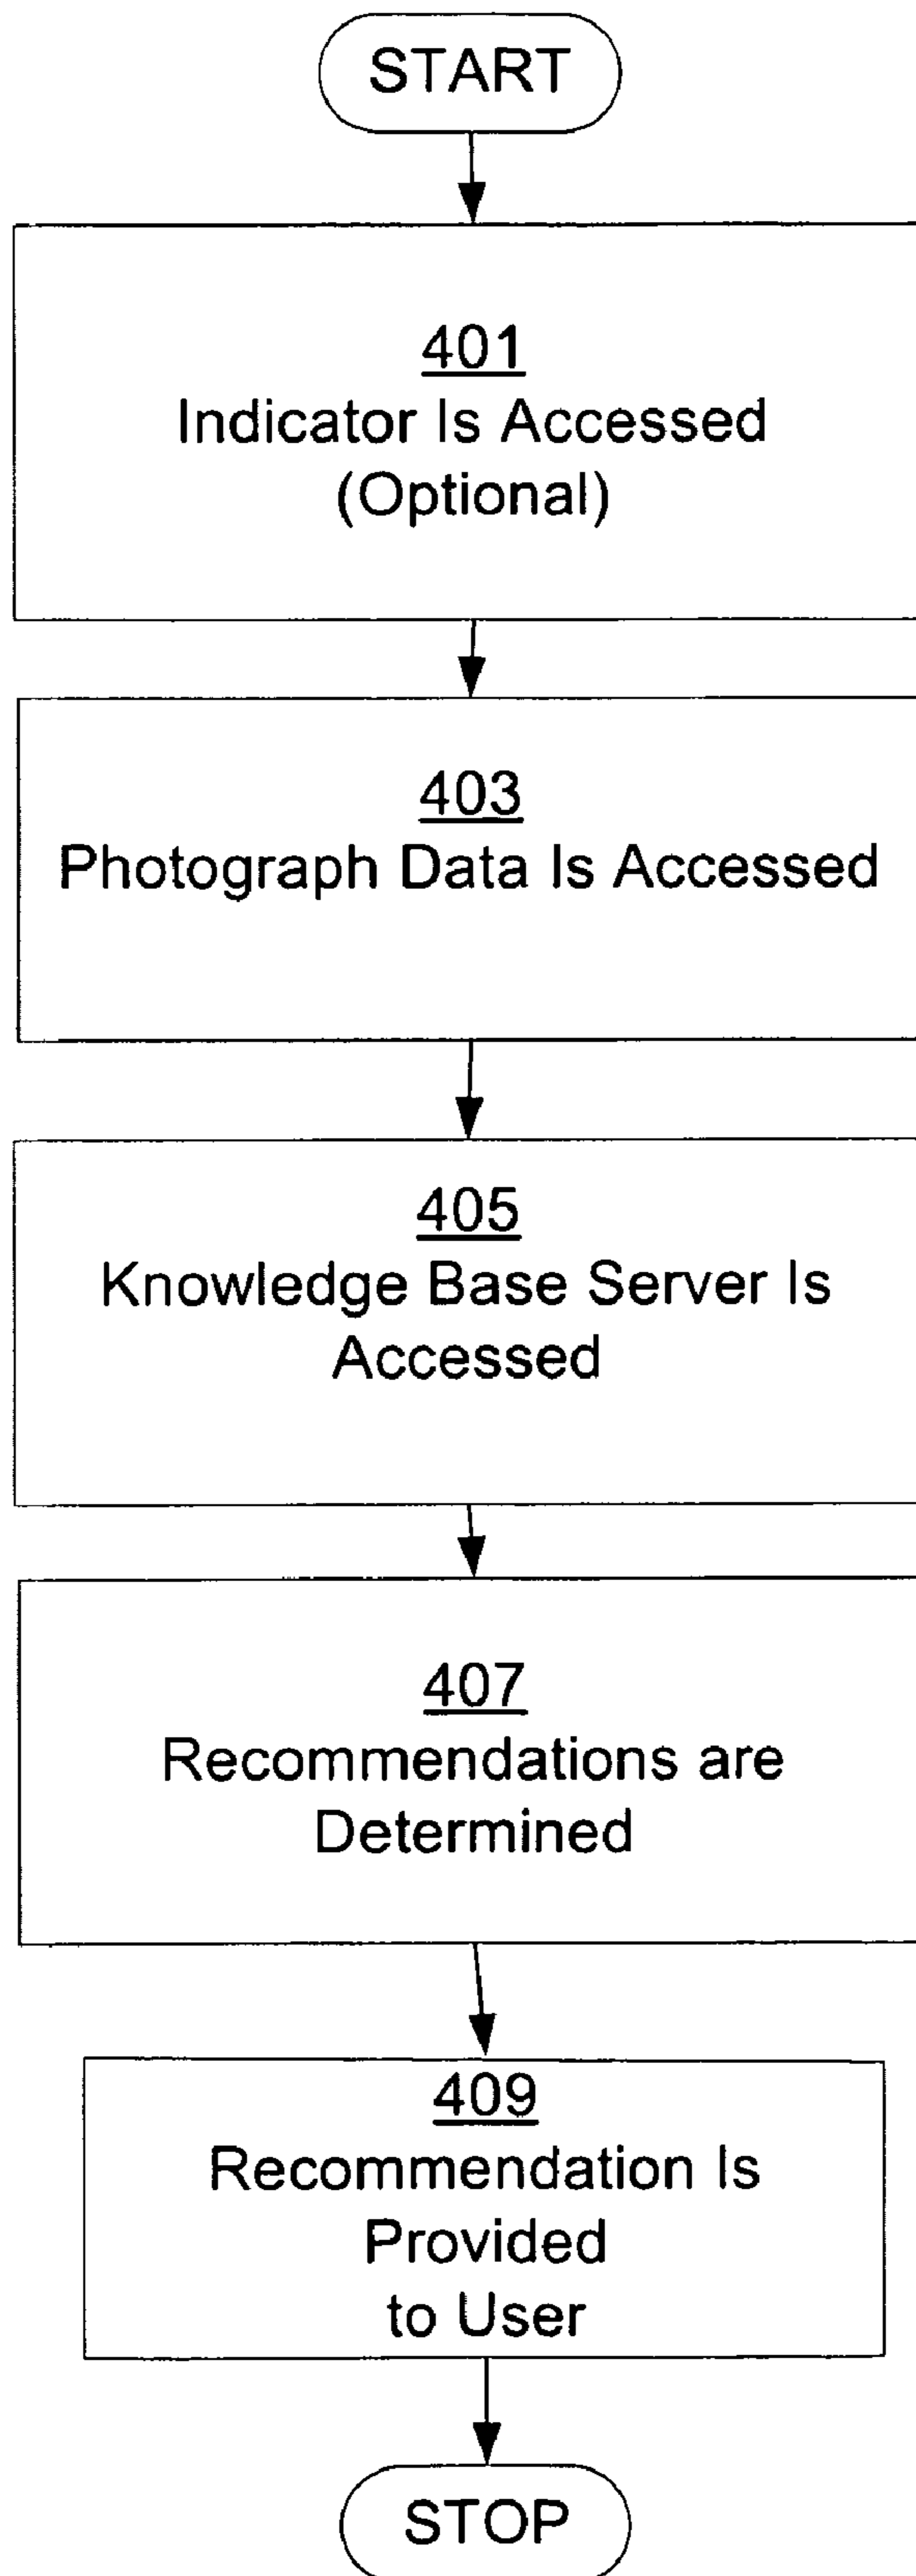 START
401
Indicator Is Accessed
(Optional)
403
Photograph Data Is Accessed
405
Knowledge Base Server Is
Accessed
407
Recommendations are
Determined
409
Recommendation Is
Provided
to User
STOP